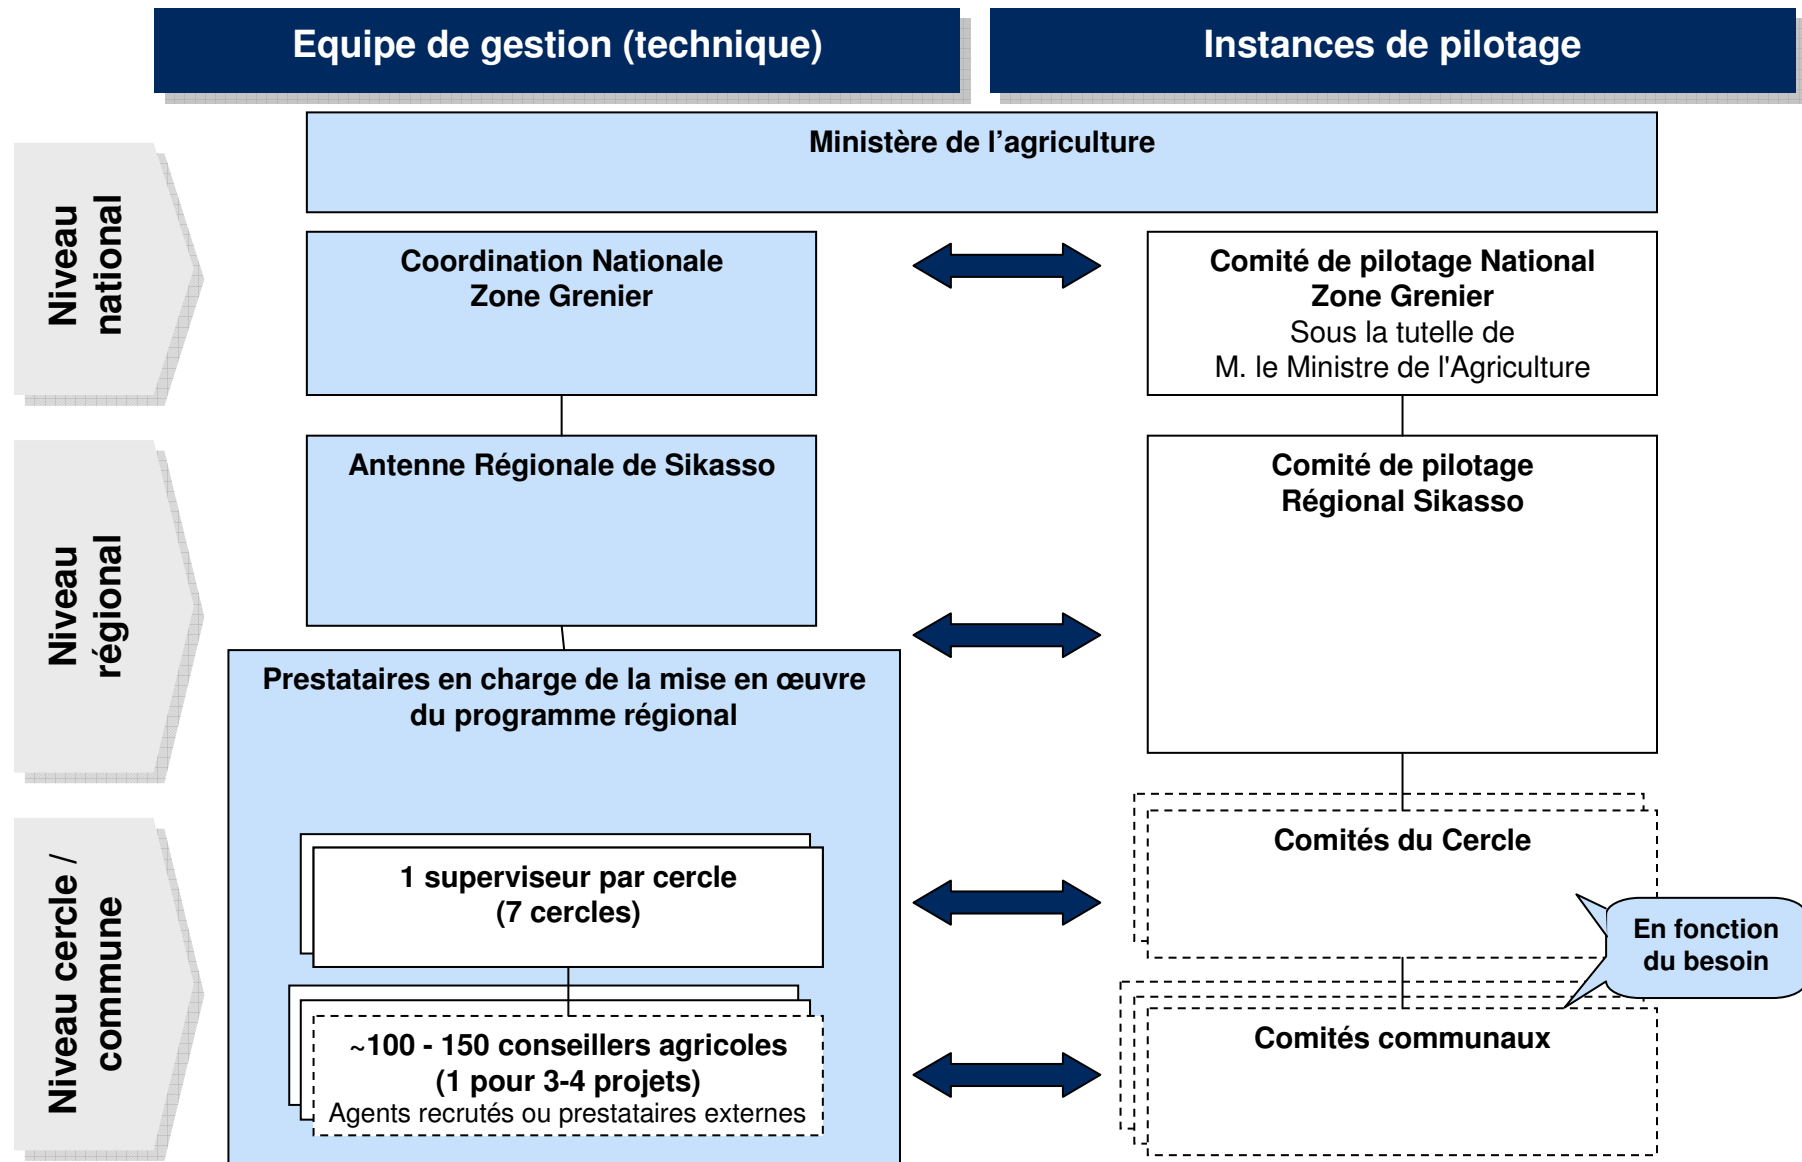 Equipe de gestion (technique)
Instances de pilotage
Niveau
national
Ministère de l’agriculture
Coordination Nationale
Zone Grenier
Comité de pilotage National
Zone Grenier
Sous la tutelle de
M. le Ministre de l'Agriculture
Niveau
régional
Antenne Régionale de Sikasso
Comité de pilotage
Régional Sikasso
Prestataires en charge de la mise en œuvre
du programme régional
Niveau cercle /
commune
1 superviseur par cercle
(7 cercles)
Comités du Cercle
En fonction
du besoin
~100 - 150 conseillers agricoles
(1 pour 3-4 projets)
Agents recrutés ou prestataires externes
Comités communaux